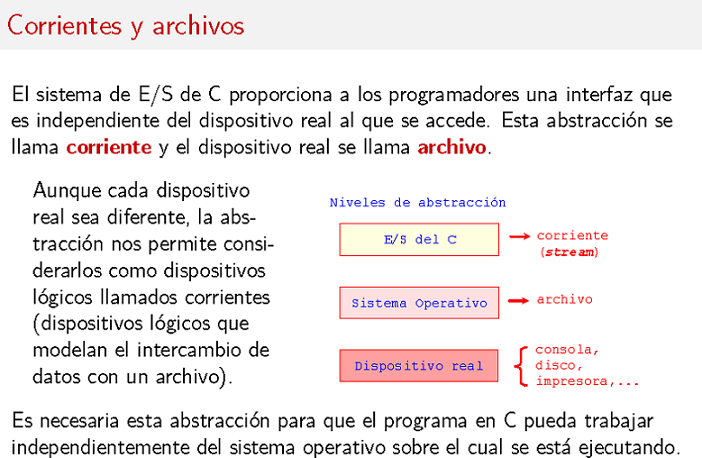 Corrientes y archivos
El sistema de E/S de C proporciona a los programadores una interfaz que
es independiente del dispositivo real al que se accede. Esta abstracción se
llama corriente y el dispositivo real se llama archivo.
Aunque cada dispositivo
real sea diferente, la abs-
tracción nos permite consi-
derarlos como dispositivos
lógicos llamados corrientes
(dispositivos lógicos que
modelan el intercambio de
datos con un archivo).
Niveles de abstracción
E/S del C
corriente
(stream)
Sistema Operativo
archivo
Dispositivo real
consola,
disco,
impresora,...
Es necesaria esta abstracción para que el programa en C pueda trabajar
independientemente del sistema operativo sobre el cual se está ejecutando.